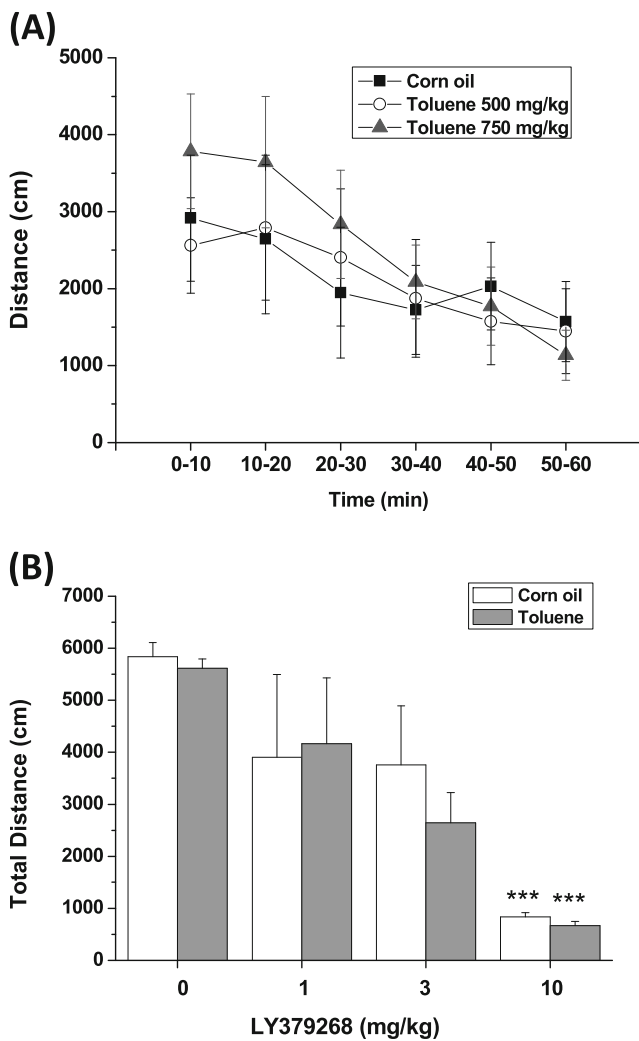 (A)
5000
4000
3000
2000
1000
0
Distance (cm)
Corn oil
Toluene 500 mg/kg
Toluene 750 mg/kg
0-10 10-20 20-30 30-40 40-50 50-60
Time (min)
(B)
7000
6000
5000
4000
3000
2000
1000
0
Total Distance (cm)
Corn oil
Toluene
*** ***
0 1 3 10
LY379268 (mg/kg)